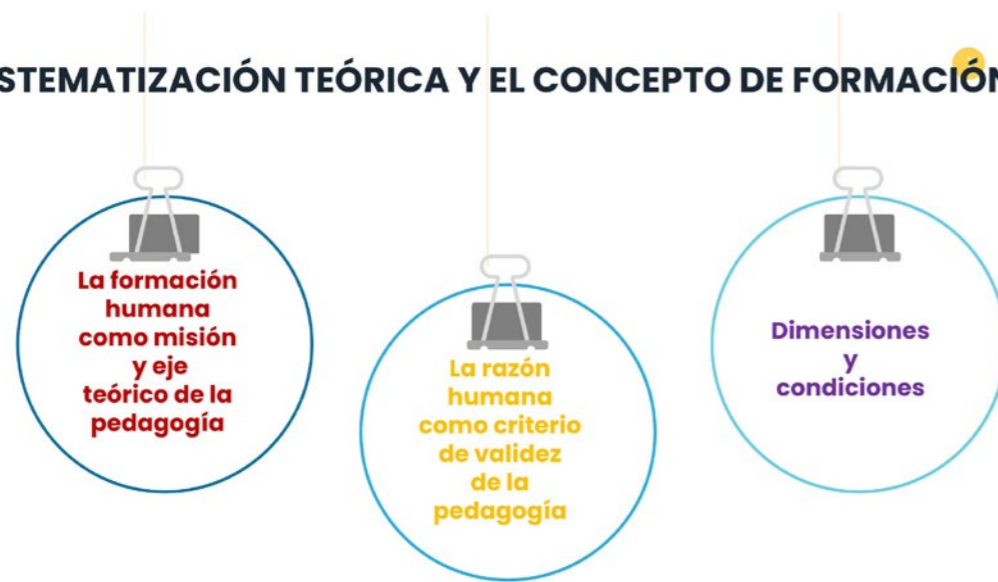 STEMATIZACIÓN TEÓRICA Y EL CONCEPTO DE FORMACIÓN
La formación
humana
como misión
y eje
teórico de la
pedagogía
La razón
humana
como criterio
de validez
de la
pedagogía
Dimensiones
y
condiciones